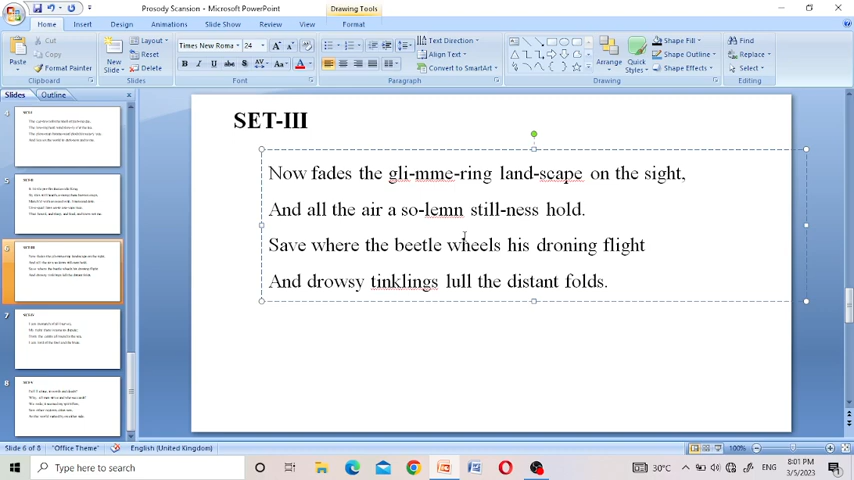 Prosody Scansion - Microsoft PowerPoint
Drawing Tools
Home Insert Design Animations Slide Show Review View Format
Cut
Copy
Format Painter
Paste
Clipboard
New Slide
Layout
Reset
Delete
Slides
Times New Roma 24
Font
Text Direction
Align Text
Convert to SmartArt
Paragraph
Arrange
Quick Styles
Shape Fill
Shape Outline
Shape Effects
Drawing
Find
Replace
Select
Editing
Slides Outline
4
5
6
7
8
SET-III
Now fades the gli-mme-ring land-scape on the sight,
And all the air a so-lemn still-ness hold.
Save where the beetle wheels his droning flight
And drowsy tinklings lull the distant folds.
Slide 6 of 8 "Office Theme" English (United Kingdom) 100%
Type here to search
30°C ENG 8:01 PM
3/5/2023